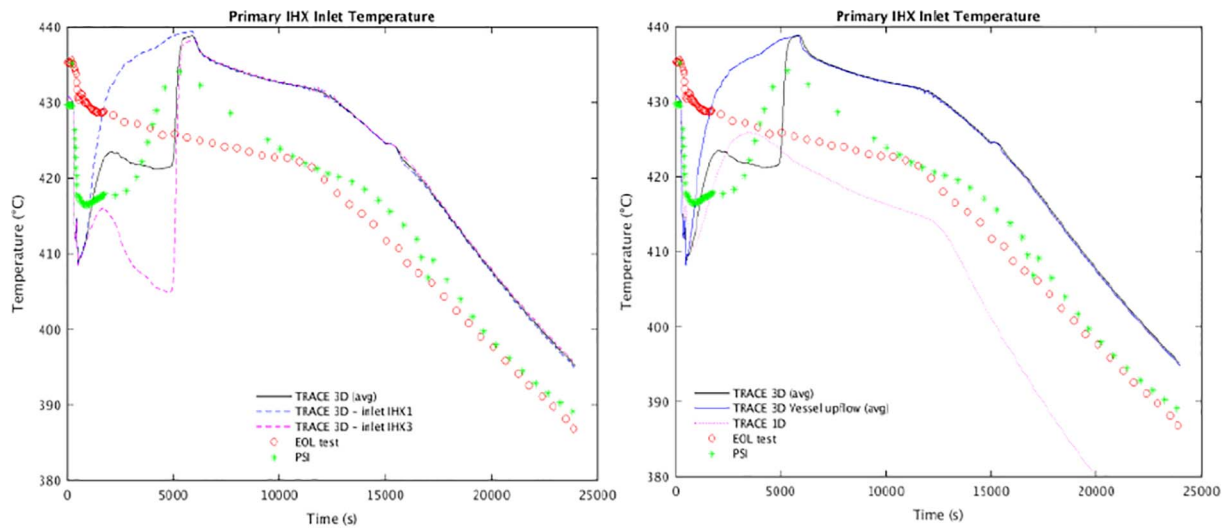 Primary IHX Inlet Temperature
440
430
420
410
400
390
380
Temperature (°C)
TRACE 3D (avg)
TRACE 3D - inlet IHX1
TRACE 3D - inlet IHX3
EOL test
PSI
0
5000
10000
15000
20000
25000
Time (s)
Primary IHX Inlet Temperature
440
430
420
410
400
390
380
Temperature (°C)
TRACE 3D (avg)
TRACE 3D Vessel upflow (avg)
TRACE 1D
EOL test
PSI
0
5000
10000
15000
20000
25000
Time (s)